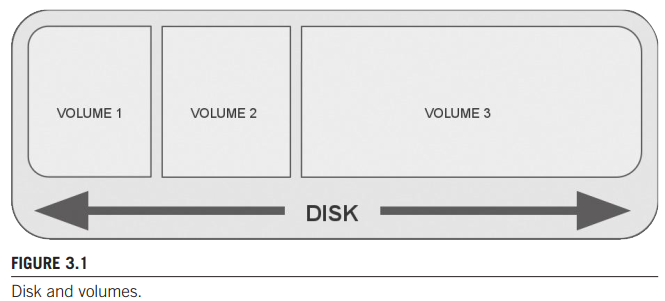 VOLUME 1
VOLUME 2
VOLUME 3
DISK
FIGURE 3.1
Disk and volumes.